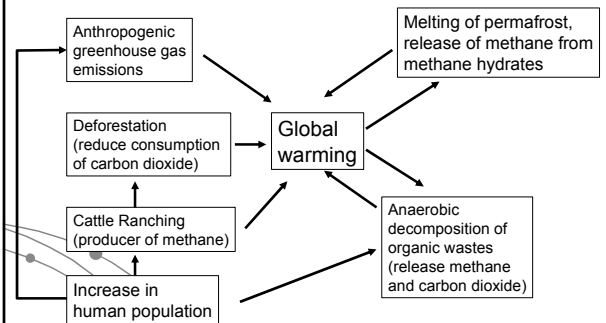 Anthropogenic
greenhouse gas
emissions
Melting of permafrost,
release of methane from
methane hydrates
Deforestation
(reduce consumption
of carbon dioxide)
Global
warming
Cattle Ranching
(producer of methane)
Anaerobic
decomposition of
organic wastes
(release methane
and carbon dioxide)
Increase in
human population